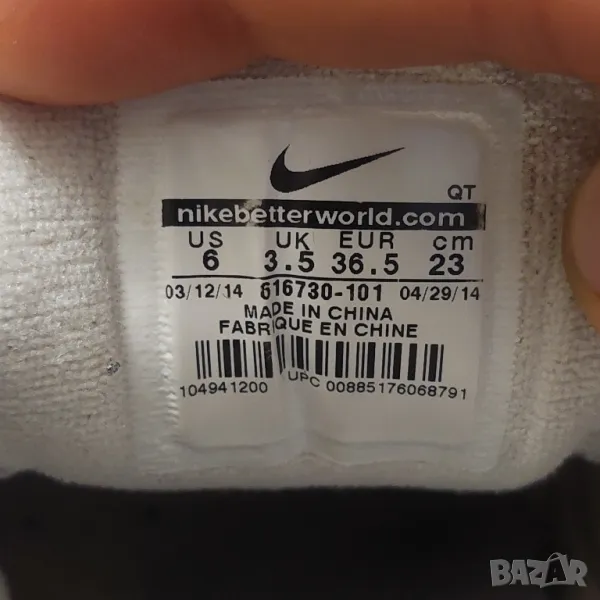 QT
nikebetterworld.com
US UK EUR cm
6 3.5 36.5 23
03/12/14 616730-101 04/29/14
MADE IN CHINA
FABRIQUE EN CHINE
104941200 UPC 00885176068791
BAZAR